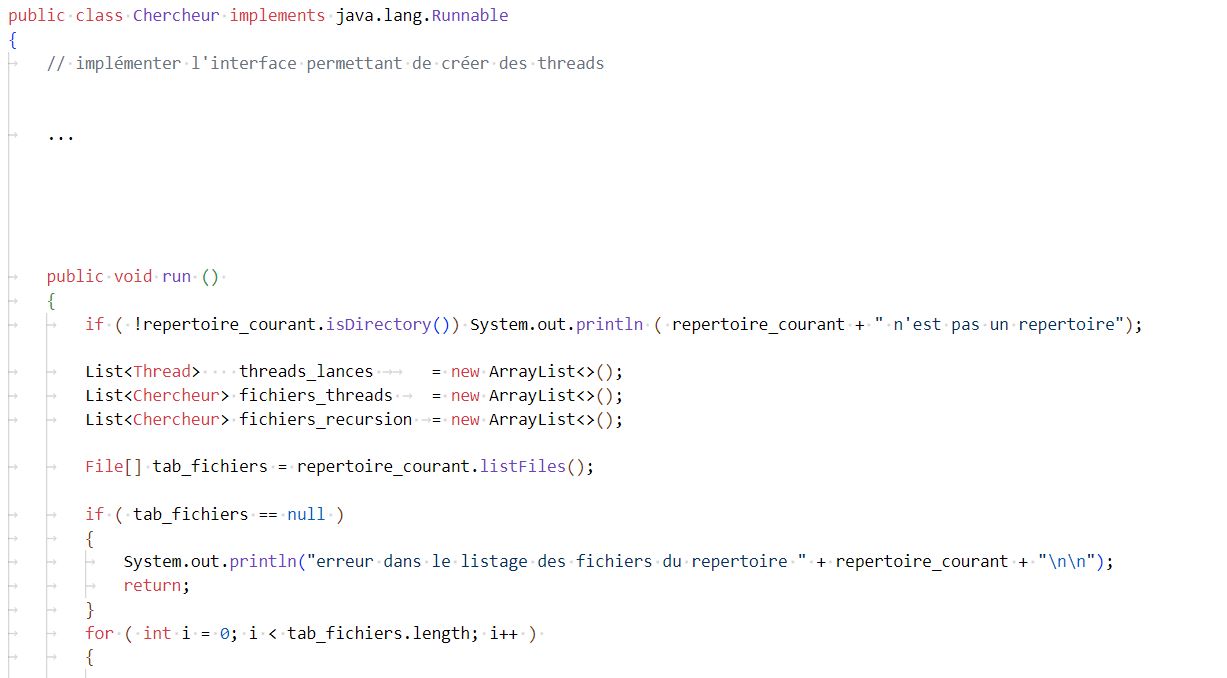 public class Chercheur implements java.lang.Runnable
{
// implémenter l'interface permettant de créer des threads
...
public void run ()
{
if ( !repertoire_courant.isDirectory()) System.out.println ( repertoire_courant + " n'est pas un repertoire");
List<Thread> threads_lances = new ArrayList<>();
List<Chercheur> fichiers_threads = new ArrayList<>();
List<Chercheur> fichiers_recursion = new ArrayList<>();
File[] tab_fichiers = repertoire_courant.listFiles();
if ( tab_fichiers == null )
{
System.out.println("erreur dans le listage des fichiers du repertoire " + repertoire_courant + "\n\n");
return;
}
for ( int i = 0; i < tab_fichiers.length; i++ )
{